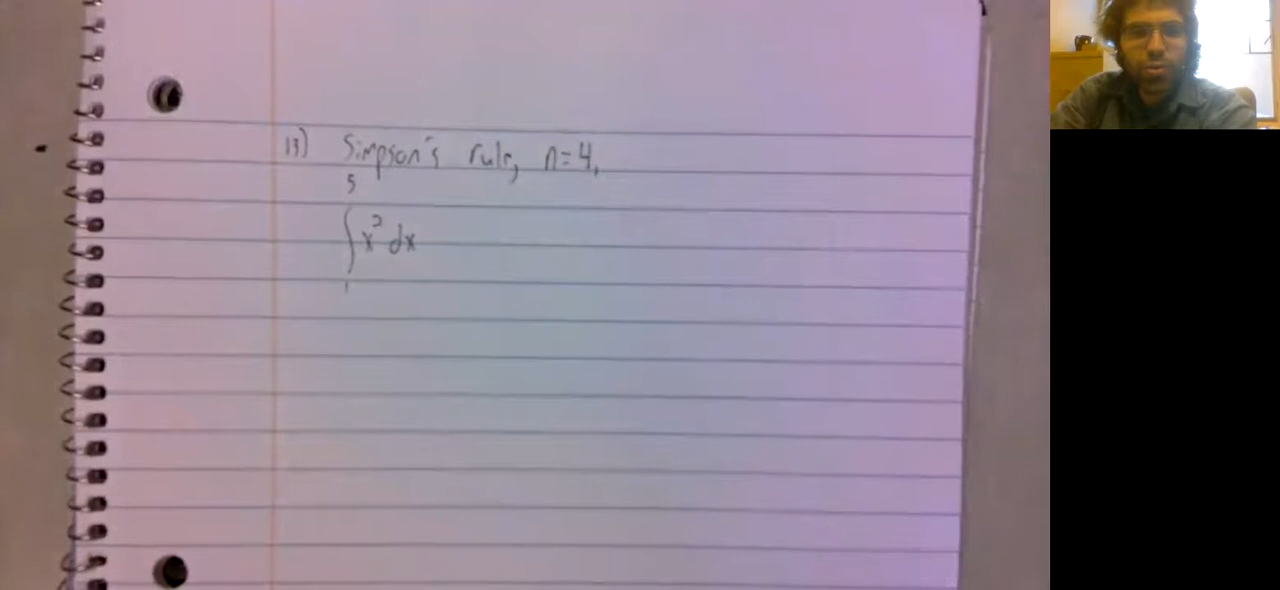 13) Simpson's rule, n=4,
5
∫ x² dx
1